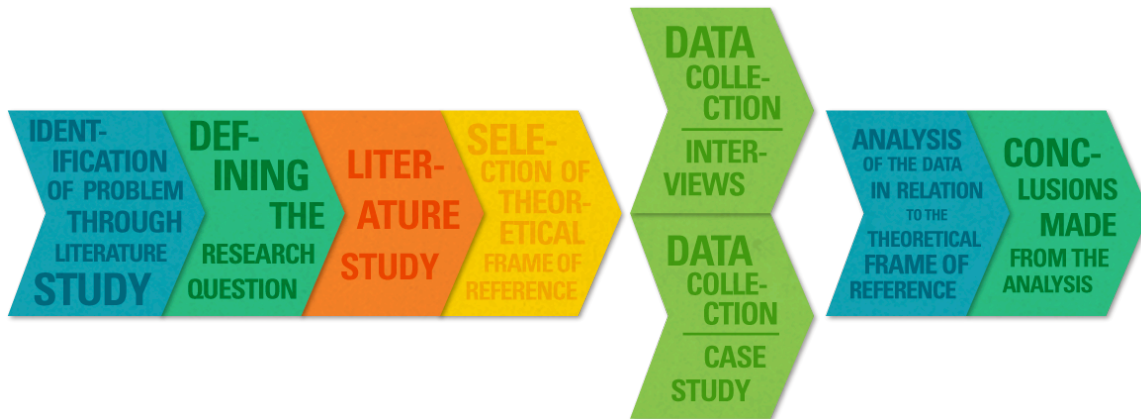 IDENT-
IFICATION
OF PROBLEM
THROUGH
LITERATURE
STUDY
DEF-
INING
THE
RESEARCH
QUESTION
LITER-
ATURE
STUDY
SELE-
CTION OF
THEOR-
ETICAL
FRAME OF
REFERENCE
DATA
COLLE-
CTION
INTER-
VIEWS
DATA
COLLE-
CTION
CASE
STUDY
ANALYSIS
OF THE DATA
IN RELATION
TO THE
THEORETICAL
FRAME OF
REFERENCE
CONC-
LUSIONS
MADE
FROM THE
ANALYSIS